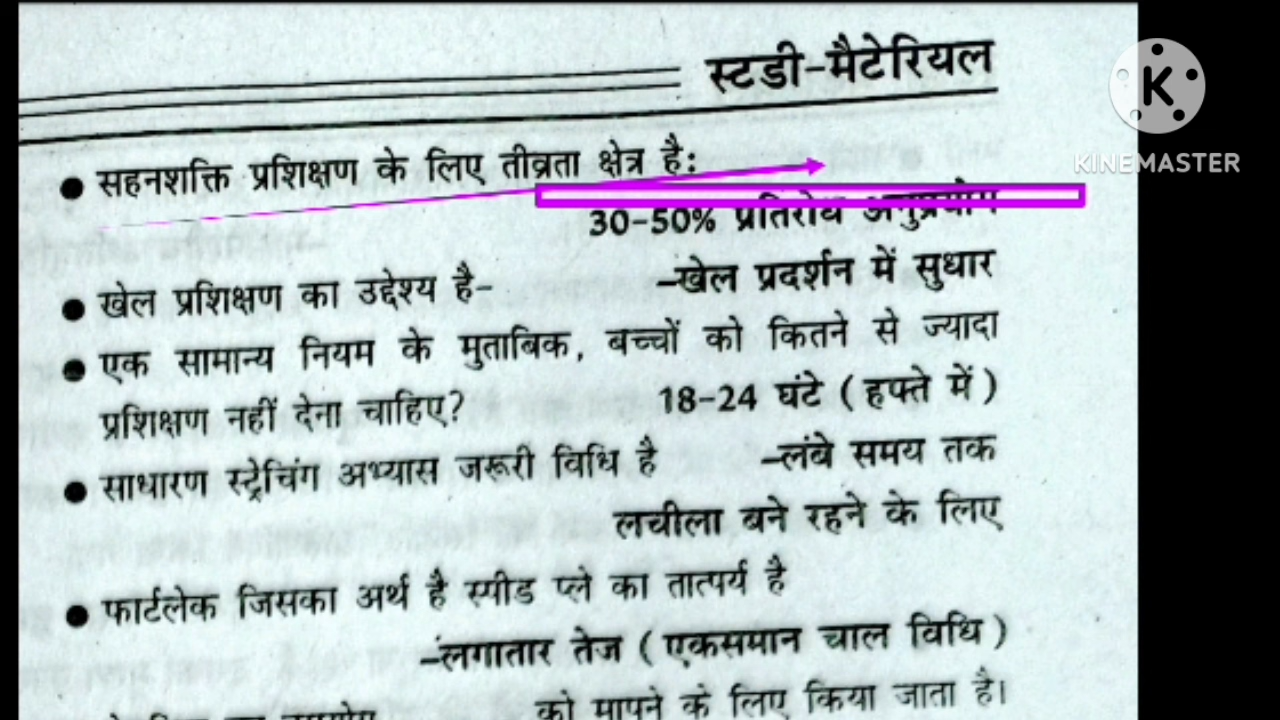 स्टडी-मैटेरियल
● सहनशक्ति प्रशिक्षण के लिए तीव्रता क्षेत्र है:
30-50% प्रतिरोध अनुप्रयोग
● खेल प्रशिक्षण का उद्देश्य है- -खेल प्रदर्शन में सुधार
● एक सामान्य नियम के मुताबिक, बच्चों को कितने से ज्यादा
प्रशिक्षण नहीं देना चाहिए? 18-24 घंटे ( हफ्ते में )
● साधारण स्ट्रेचिंग अभ्यास जरूरी विधि है -लंबे समय तक
लचीला बने रहने के लिए
● फार्टलेक जिसका अर्थ है स्पीड प्ले का तात्पर्य है
-लगातार तेज ( एकसमान चाल विधि )
को मापने के लिए किया जाता है।
K
KINEMASTER